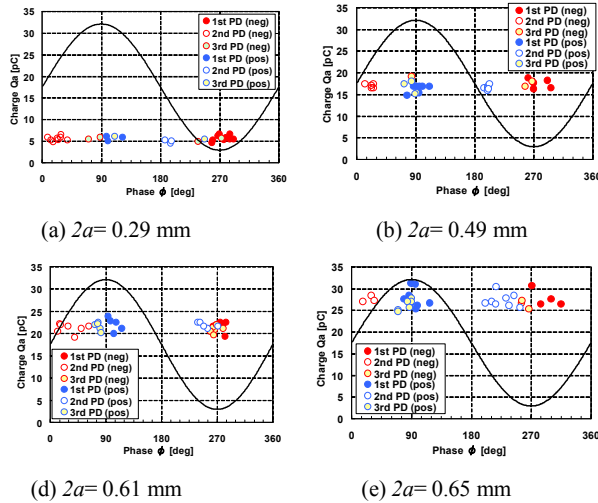 35
30
25
20
15
10
5
0
Charge Qa [pC]
0 90 180 270 360
Phase ϕ [deg]
1st PD (neg)
2nd PD (neg)
3rd PD (neg)
1st PD (pos)
2nd PD (pos)
3rd PD (pos)
(a) 2a= 0.29 mm
35
30
25
20
15
10
5
0
Charge Qa [pC]
0 90 180 270 360
Phase ϕ [deg]
1st PD (neg)
2nd PD (neg)
3rd PD (neg)
1st PD (pos)
2nd PD (pos)
3rd PD (pos)
(b) 2a= 0.49 mm
35
30
25
20
15
10
5
0
Charge Qa [pC]
0 90 180 270 360
Phase ϕ [deg]
1st PD (neg)
2nd PD (neg)
3rd PD (neg)
1st PD (pos)
2nd PD (pos)
3rd PD (pos)
(d) 2a= 0.61 mm
35
30
25
20
15
10
5
0
Charge Qa [pC]
0 90 180 270 360
Phase ϕ [deg]
1st PD (neg)
2nd PD (neg)
3rd PD (neg)
1st PD (pos)
2nd PD (pos)
3rd PD (pos)
(e) 2a= 0.65 mm